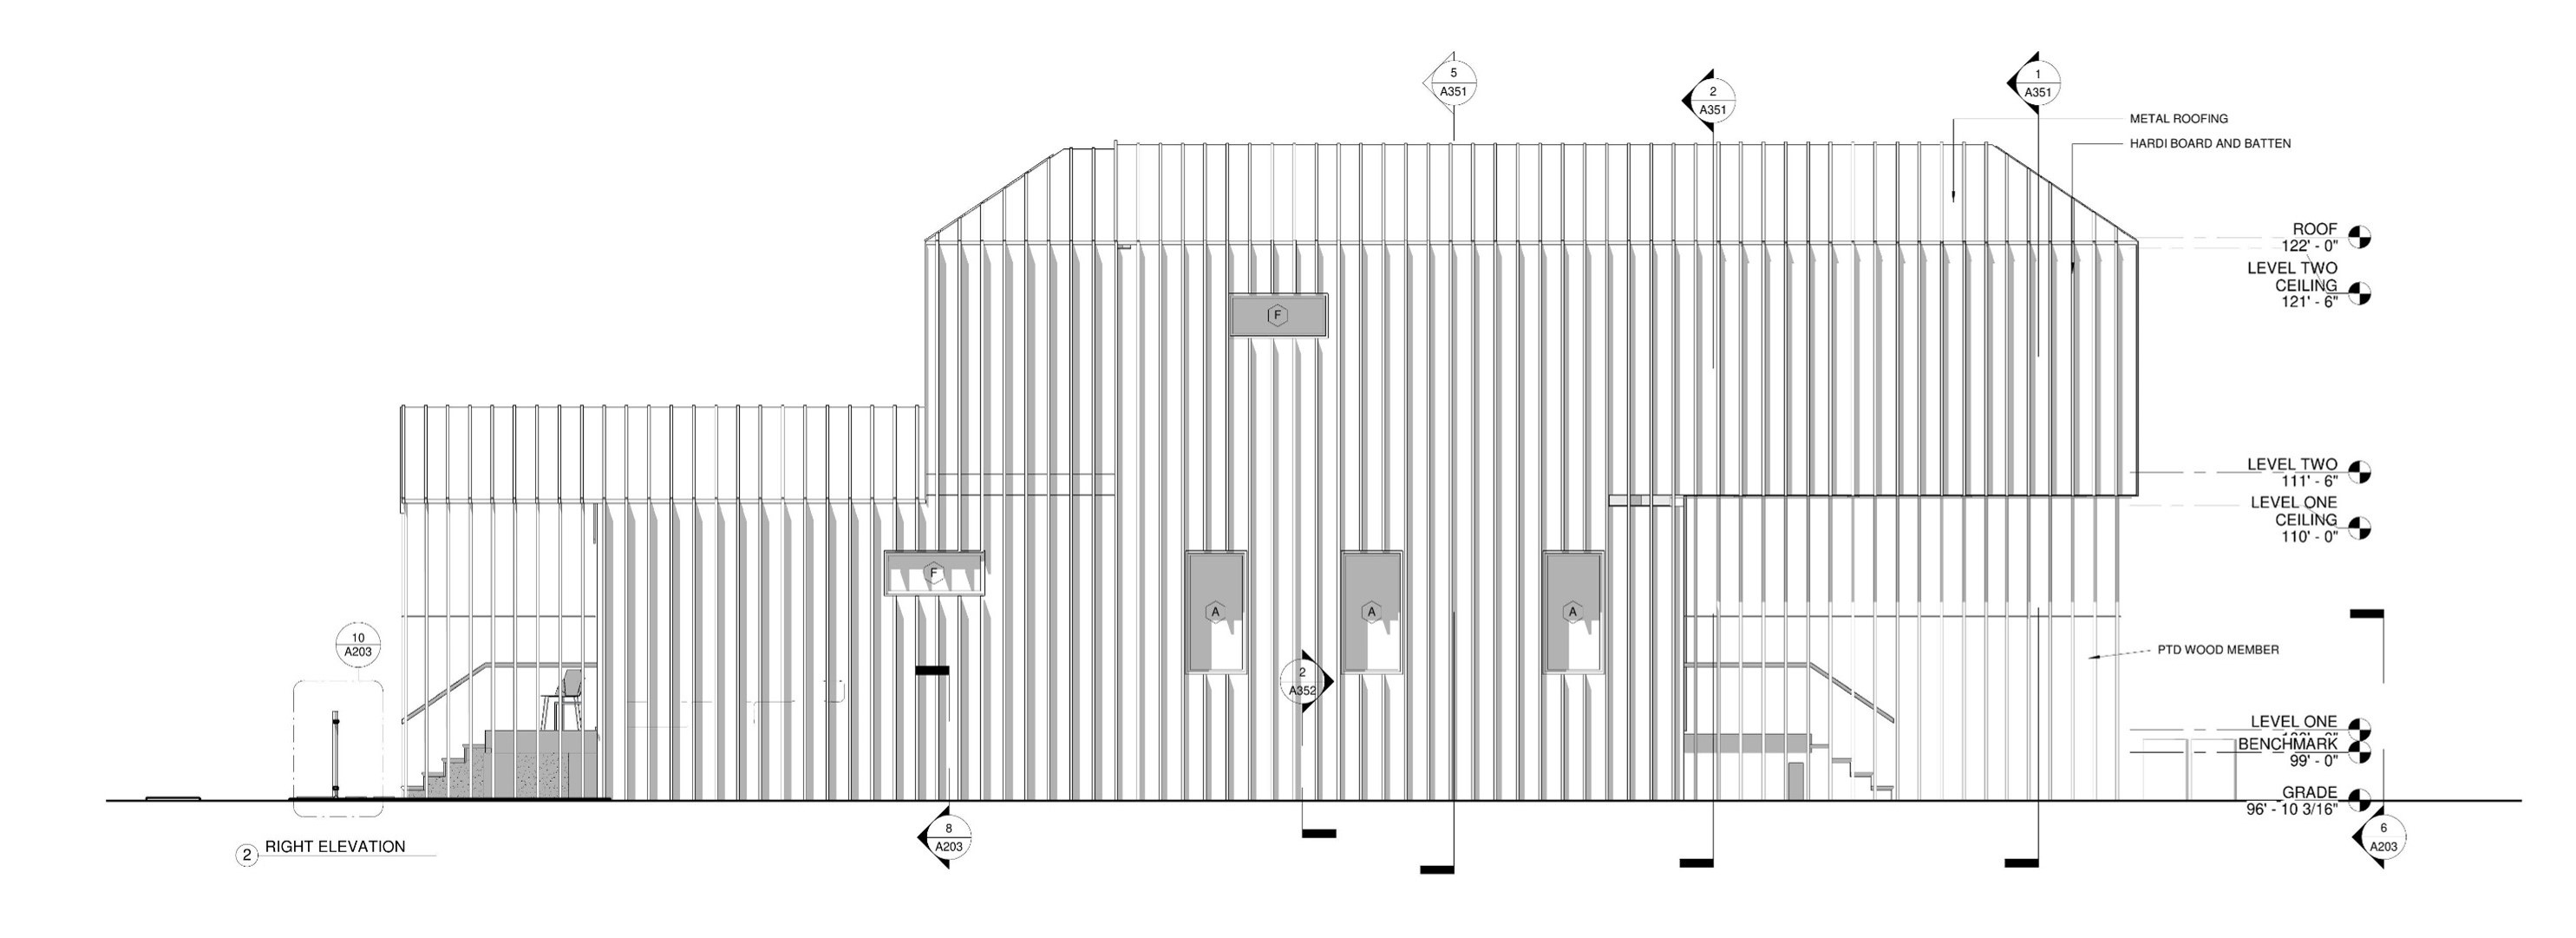 5
A351
2
A351
1
A351
METAL ROOFING
HARDI BOARD AND BATTEN
ROOF
122' - 0"
LEVEL TWO
CEILING
121' - 6"
F
LEVEL TWO
111' - 6"
LEVEL ONE
CEILING
110' - 0"
F
A
A
A
10
A203
PTD WOOD MEMBER
2
A352
LEVEL ONE
BENCHMARK
99' - 0"
GRADE
96' - 10 3/16"
8
A203
6
A203
2
RIGHT ELEVATION